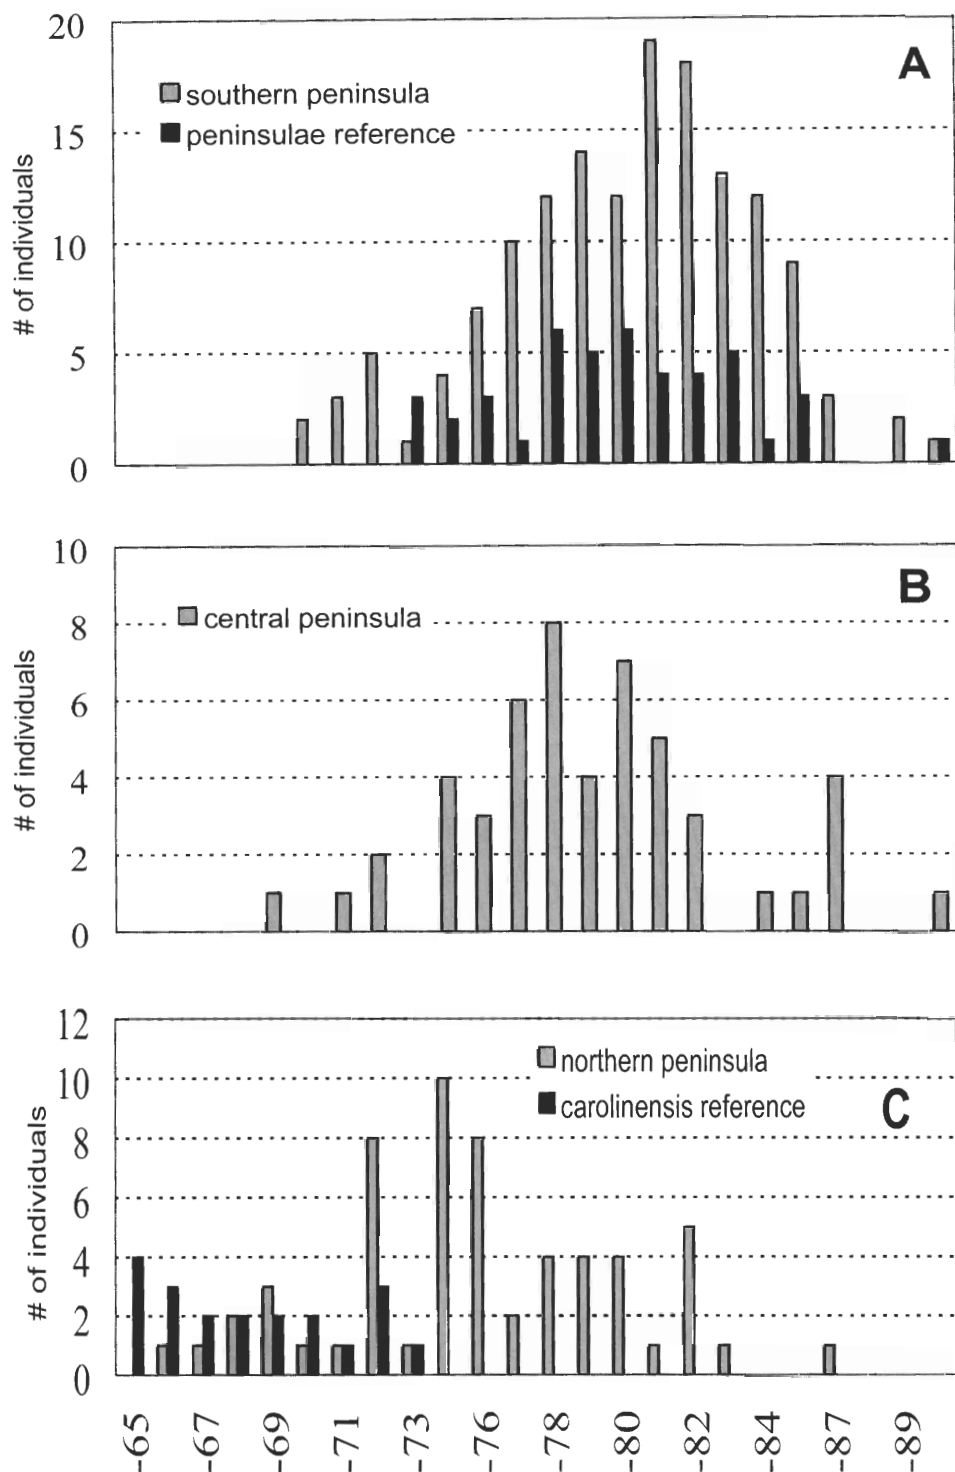 20
A
southern peninsula
peninsulae reference
15
# of individuals
10
5
0
10
B
8
central peninsula
6
# of individuals
4
2
0
12
northern peninsula
10
carolinensis reference
C
8
# of individuals
6
4
2
0
-65 -67 -69 -71 -73 -76 -78 -80 -82 -84 -87 -89